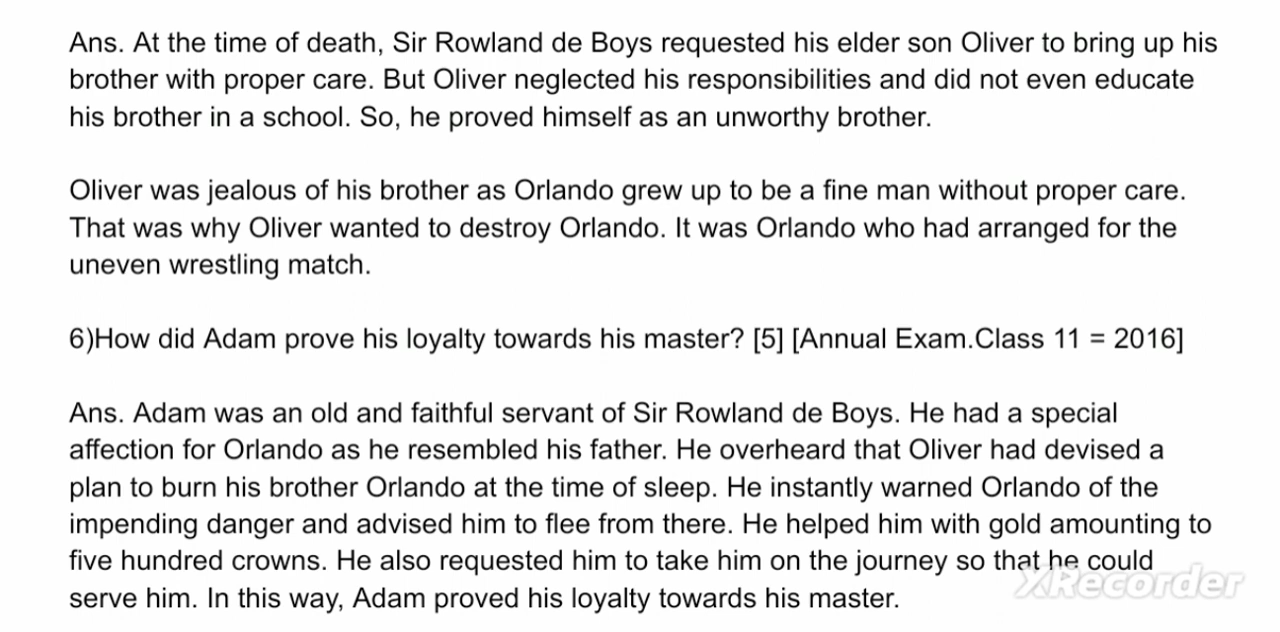 Ans. At the time of death, Sir Rowland de Boys requested his elder son Oliver to bring up his
brother with proper care. But Oliver neglected his responsibilities and did not even educate
his brother in a school. So, he proved himself as an unworthy brother.
Oliver was jealous of his brother as Orlando grew up to be a fine man without proper care.
That was why Oliver wanted to destroy Orlando. It was Orlando who had arranged for the
uneven wrestling match.
6)How did Adam prove his loyalty towards his master? [5] [Annual Exam.Class 11 = 2016]
Ans. Adam was an old and faithful servant of Sir Rowland de Boys. He had a special
affection for Orlando as he resembled his father. He overheard that Oliver had devised a
plan to burn his brother Orlando at the time of sleep. He instantly warned Orlando of the
impending danger and advised him to flee from there. He helped him with gold amounting to
five hundred crowns. He also requested him to take him on the journey so that he could
serve him. In this way, Adam proved his loyalty towards his master.
XRecorder